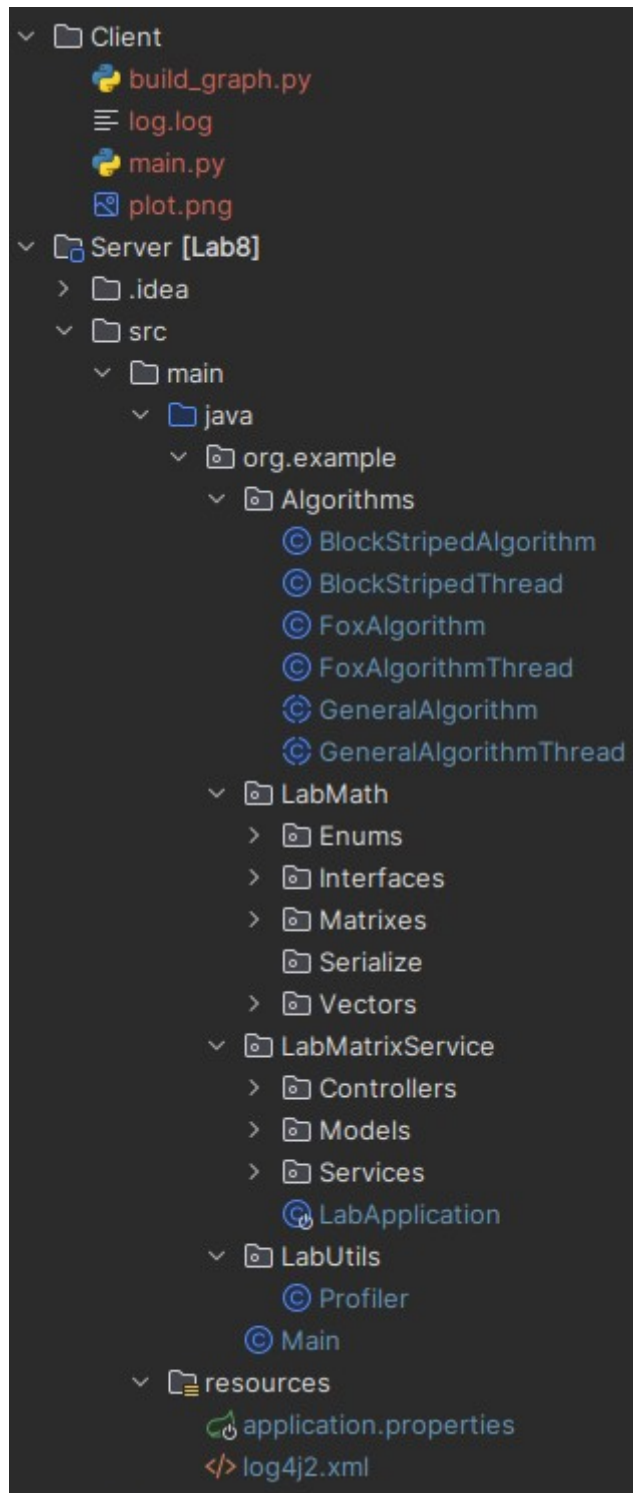 Client
build_graph.py
log.log
main.py
plot.png
Server [Lab8]
.idea
src
main
java
org.example
Algorithms
BlockStripedAlgorithm
BlockStripedThread
FoxAlgorithm
FoxAlgorithmThread
GeneralAlgorithm
GeneralAlgorithmThread
LabMath
Enums
Interfaces
Matrixes
Serialize
Vectors
LabMatrixService
Controllers
Models
Services
LabApplication
LabUtils
Profiler
Main
resources
application.properties
log4j2.xml